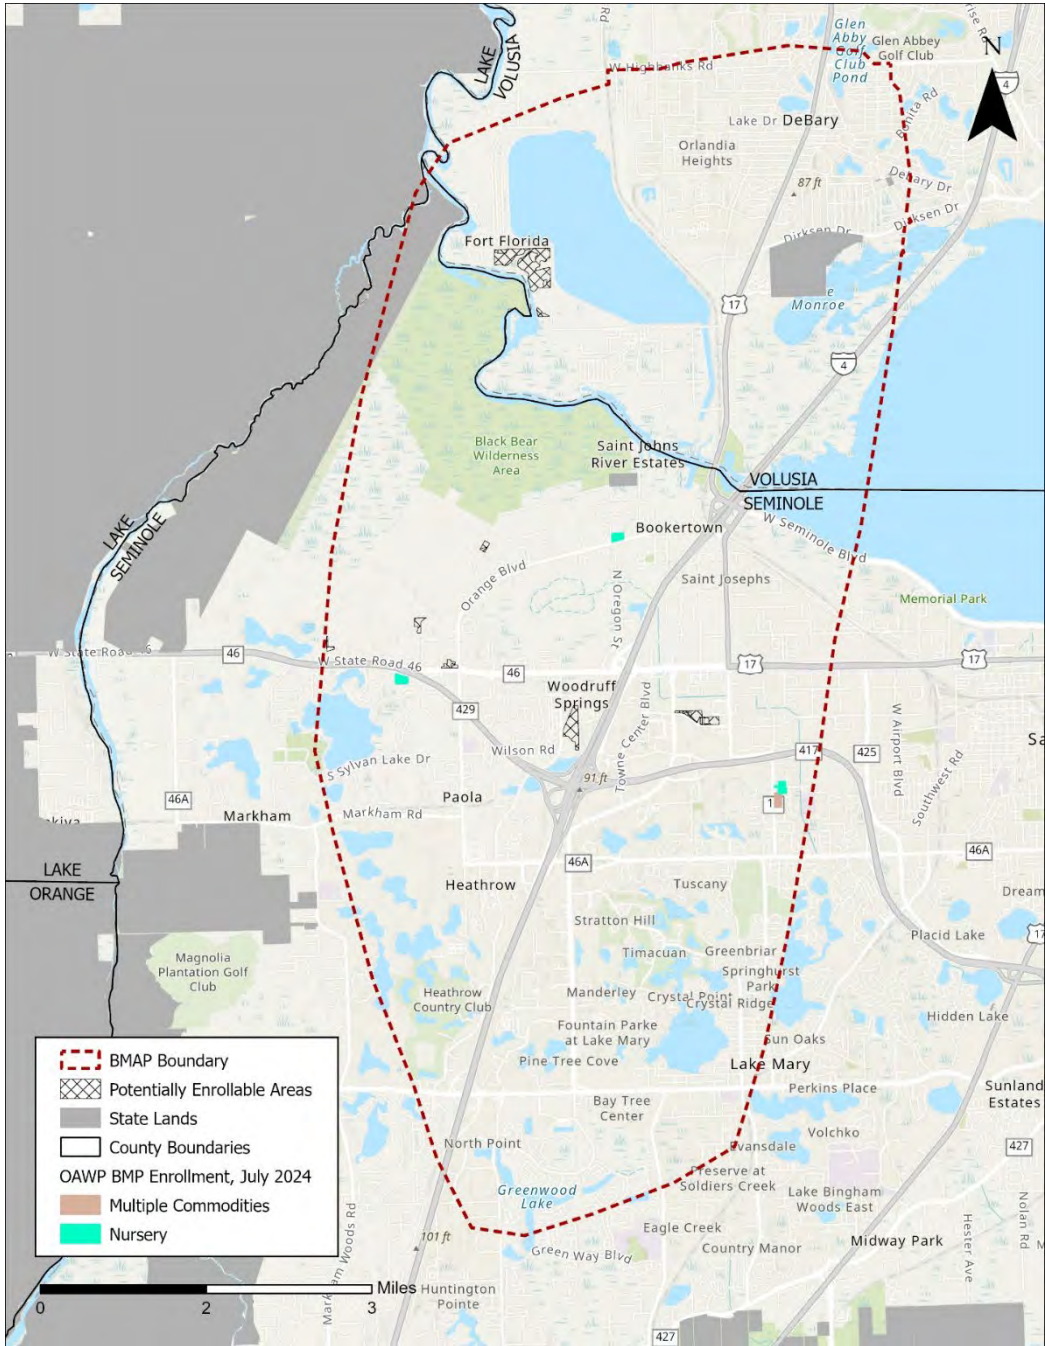 Glen
Abby
Golf
Club
Pond
Glen Abbey
Golf Club
N
4
W Highbanks Rd
LAKE
VOLUSIA
Lake Dr
DeBary
Bonita Rd
Orlandia
Heights
87 ft
Debary Dr
Dirksen Dr
Dirksen Dr
Fort Florida
17
Monroe
4
Black Bear
Wilderness
Area
Saint Johns
River Estates
VOLUSIA
SEMINOLE
LAKE
SEMINOLE
Bookertown
W Seminole Blvd
Orange Blvd
N Oregon St
Saint Josephs
Memorial Park
W State Road 46
46
W State Road 46
46
17
17
Woodruff
Springs
429
Towne Center Blvd
W Airport Blvd
Wilson Rd
417
425
Southwest Rd
Sa
S Sylvan Lake Dr
91 ft
46A
Paola
1
Markham
Markham Rd
LAKE
ORANGE
46A
46A
Heathrow
Tuscany
Dream
Stratton Hill
Placid Lake
17
Timacuan
Greenbriar
Magnolia
Plantation Golf
Club
Springhurst
Park
Heathrow
Country Club
Manderley
Crystal Point
Crystal Ridge
Hidden Lake
Fountain Parke
at Lake Mary
Sun Oaks
Pine Tree Cove
Lake Mary
Perkins Place
Sunland
Estates
Bay Tree
Center
North Point
Volchko
Evansdale
427
Preserve at
Soldiers Creek
Greenwood
Lake
Lake Bingham
Woods East
Nolan Rd
Hester Ave
Eagle Creek
101 ft
Green Way Blvd
Country Manor
Midway Park
M
Markham Woods Rd
Huntington
Pointe
427
BMAP Boundary
Potentially Enrollable Areas
State Lands
County Boundaries
OAWP BMP Enrollment, July 2024
Multiple Commodities
Nursery
Miles
0
2
3